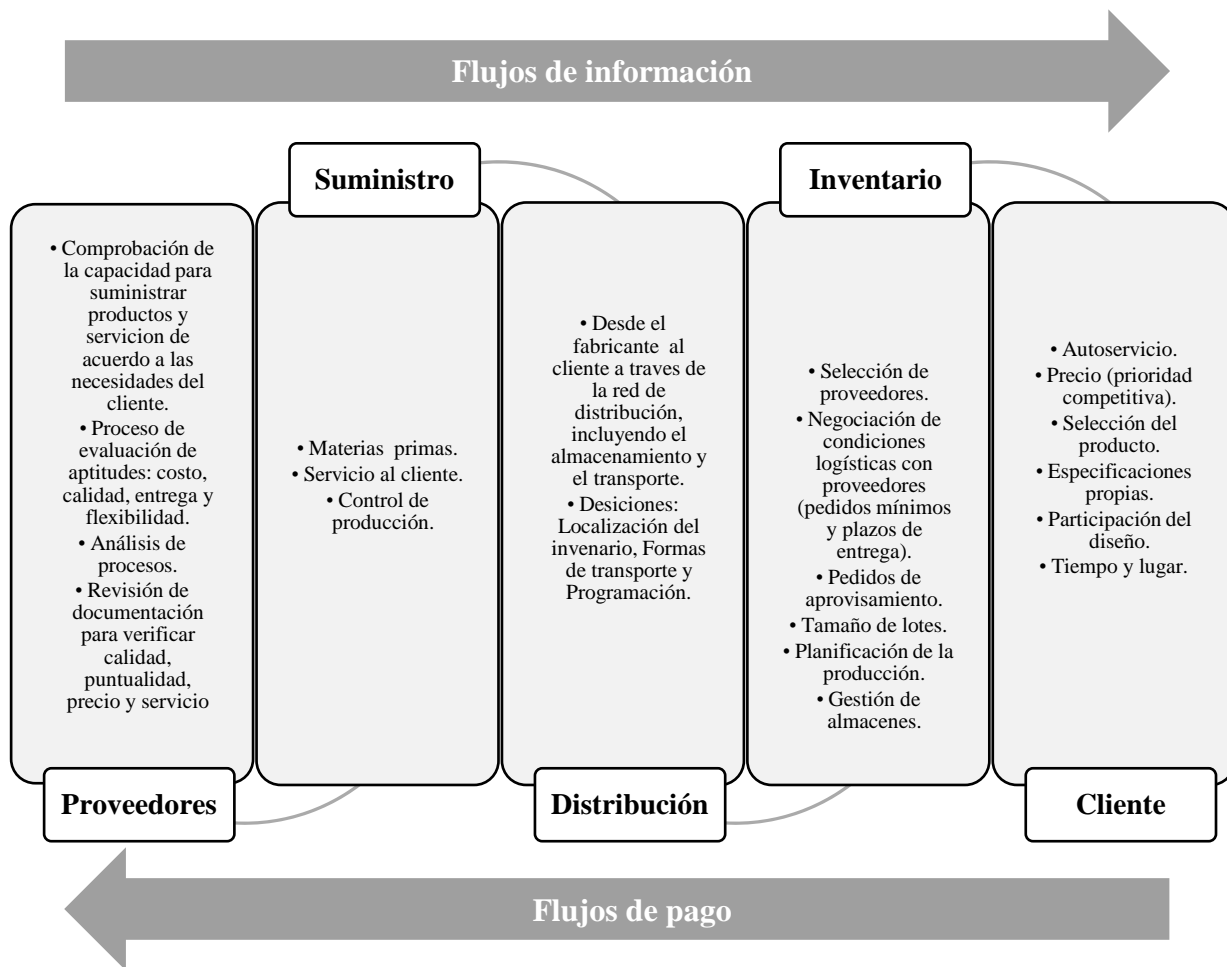 Flujos de información
Suministro
Inventario
• Comprobación de
la capacidad para
suministrar
productos y
servicion de
acuerdo a las
necesidades del
cliente.
• Proceso de
evaluación de
aptitudes: costo,
calidad, entrega y
flexibilidad.
• Análisis de
procesos.
• Revisión de
documentación
para verificar
calidad,
puntualidad,
precio y servicio
• Materias primas.
• Servicio al cliente.
• Control de
producción.
• Desde el
fabricante al
cliente a traves de
la red de
distribución,
incluyendo el
almacenamiento y
el transporte.
• Desiciones:
Localización del
invenario, Formas
de transporte y
Programación.
• Selección de
proveedores.
• Negociación de
condiciones
logísticas con
proveedores
(pedidos mínimos
y plazos de
entrega).
• Pedidos de
aprovisamiento.
• Tamaño de lotes.
• Planificación de la
producción.
• Gestión de
almacenes.
• Autoservicio.
• Precio (prioridad
competitiva).
• Selección del
producto.
• Especificaciones
propias.
• Participación del
diseño.
• Tiempo y lugar.
Proveedores
Distribución
Cliente
Flujos de pago